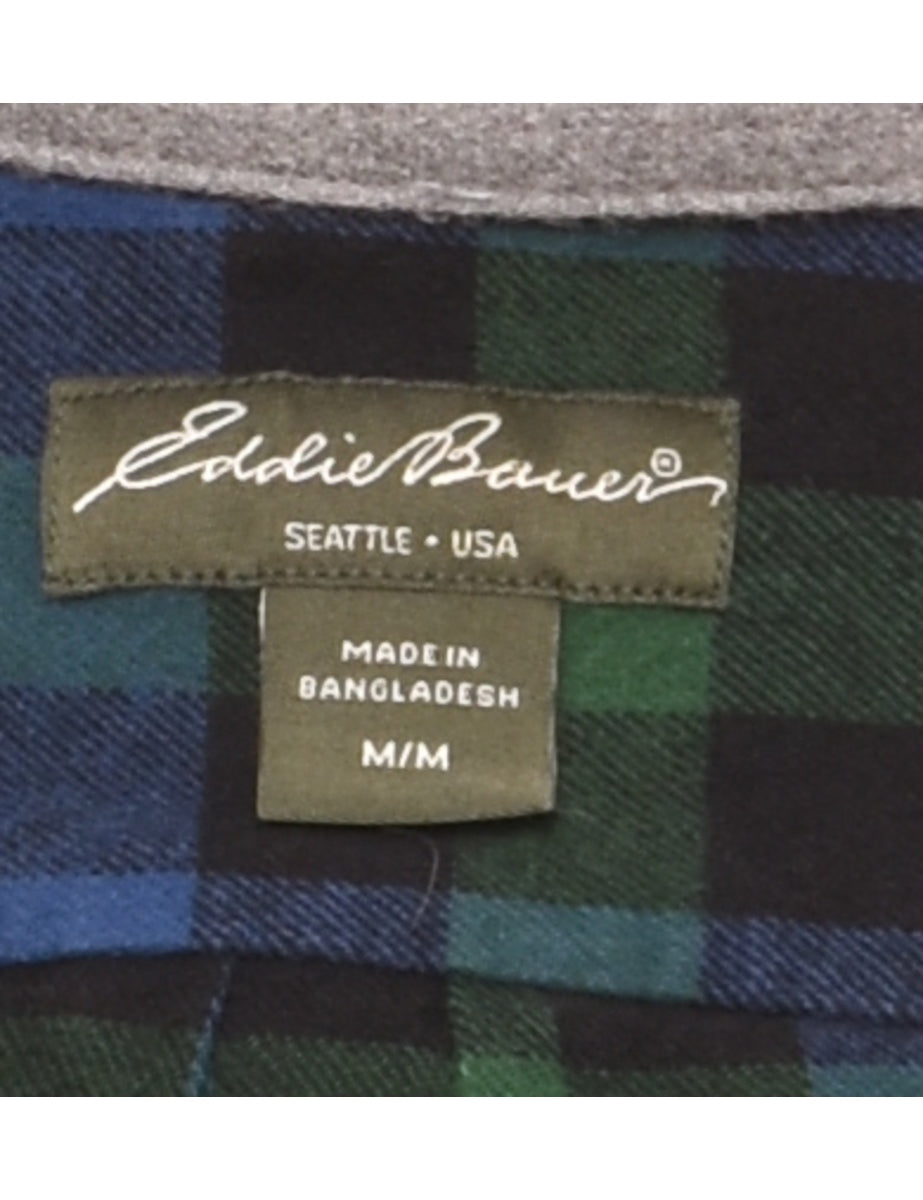 Eddie Bauer®
SEATTLE • USA
MADE IN
BANGLADESH
M/M